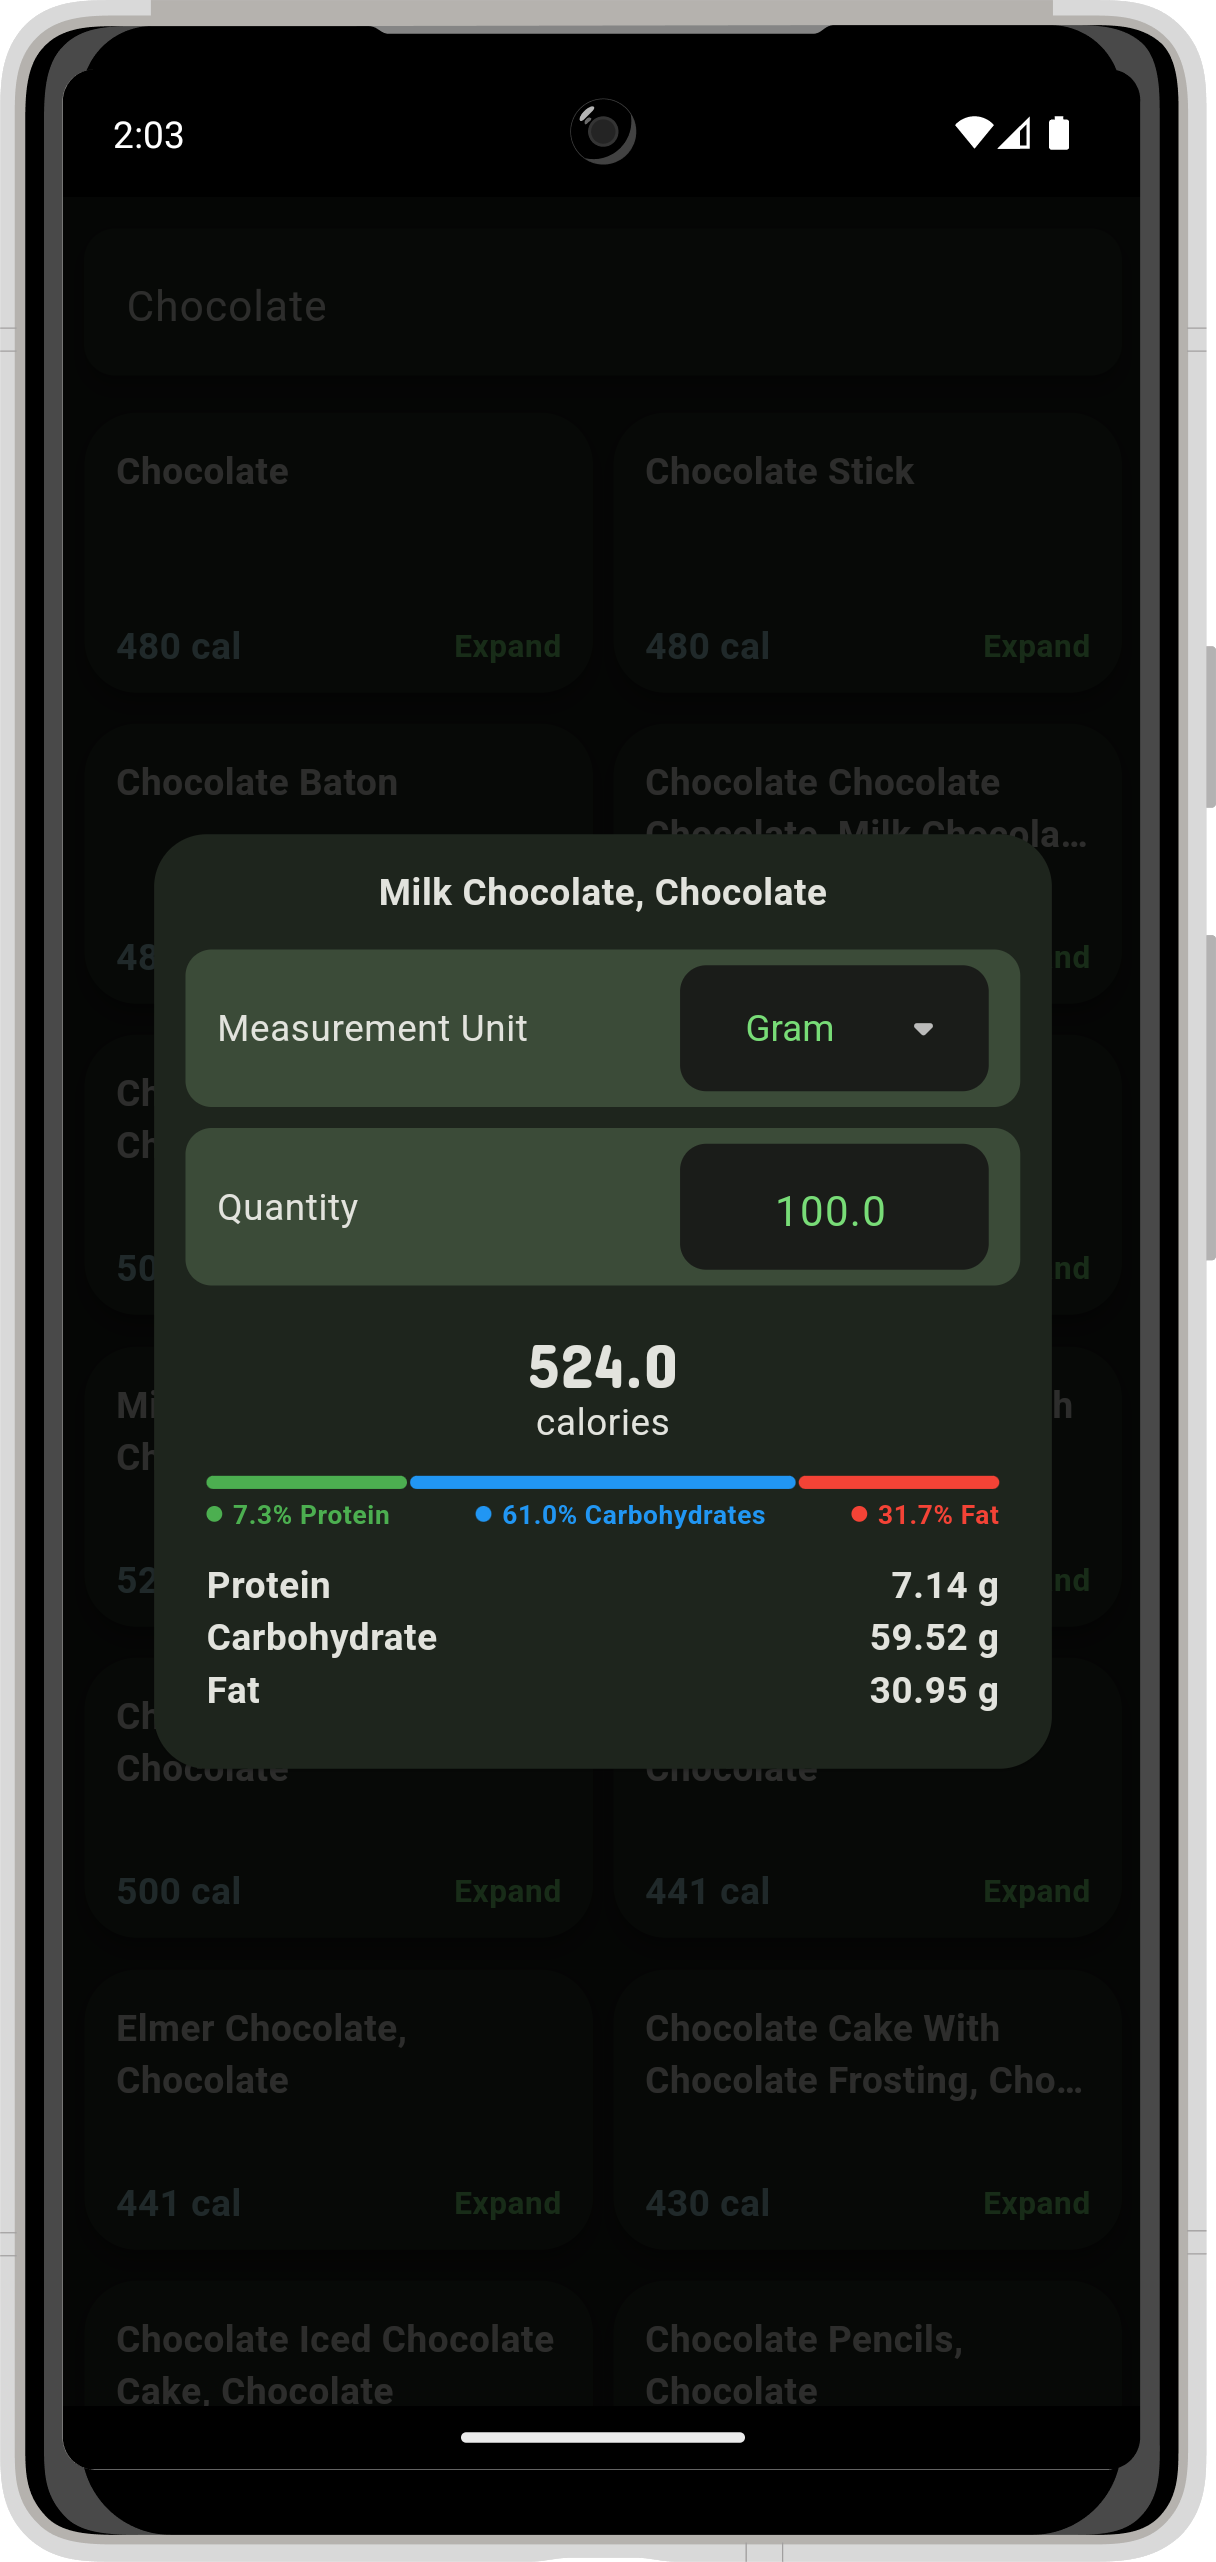 2:03
Chocolate
Chocolate
Chocolate Stick
480 cal
Expand
480 cal
Expand
Chocolate Baton
Chocolate Chocolate
Chocolate, Milk Chocola…
48
nd
Milk Chocolate, Chocolate
Measurement Unit
Gram
Quantity
100.0
Ch
Ch
50
nd
524.0
calories
7.3% Protein
61.0% Carbohydrates
31.7% Fat
Protein
7.14 g
Carbohydrate
59.52 g
Fat
30.95 g
Mi
Ch
h
52
nd
Ch
Chocolate
Chocolate
500 cal
Expand
441 cal
Expand
Elmer Chocolate,
Chocolate
Chocolate Cake With
Chocolate Frosting, Cho…
441 cal
Expand
430 cal
Expand
Chocolate Iced Chocolate
Cake, Chocolate
Chocolate Pencils,
Chocolate